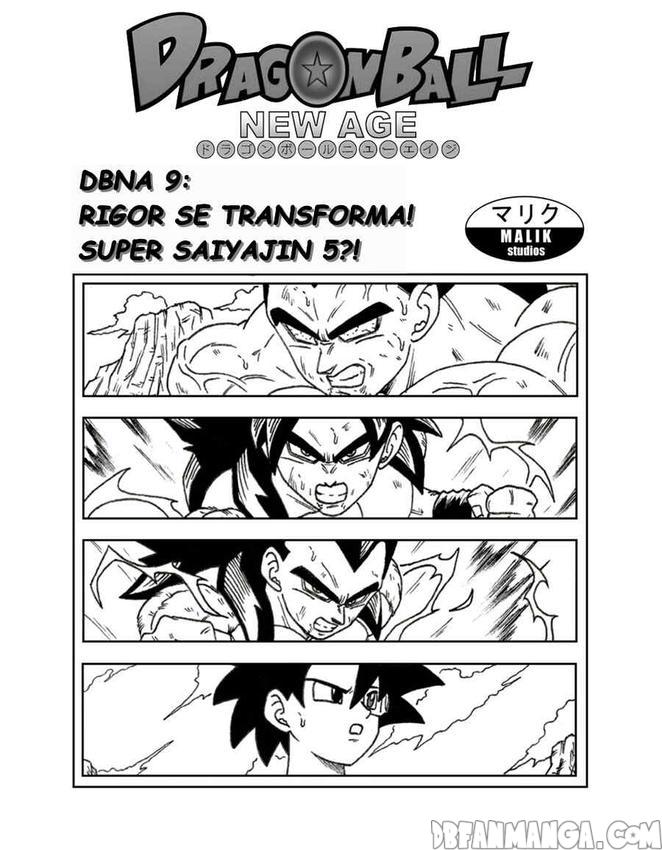 DRAGONBALL
NEW AGE
ドラゴンボールニューエイジ
DBNA 9:
RIGOR SE TRANSFORMA!
SUPER SAIYAJIN 5?!
マリク
MALIK
studios
DBFANMANGA.COM